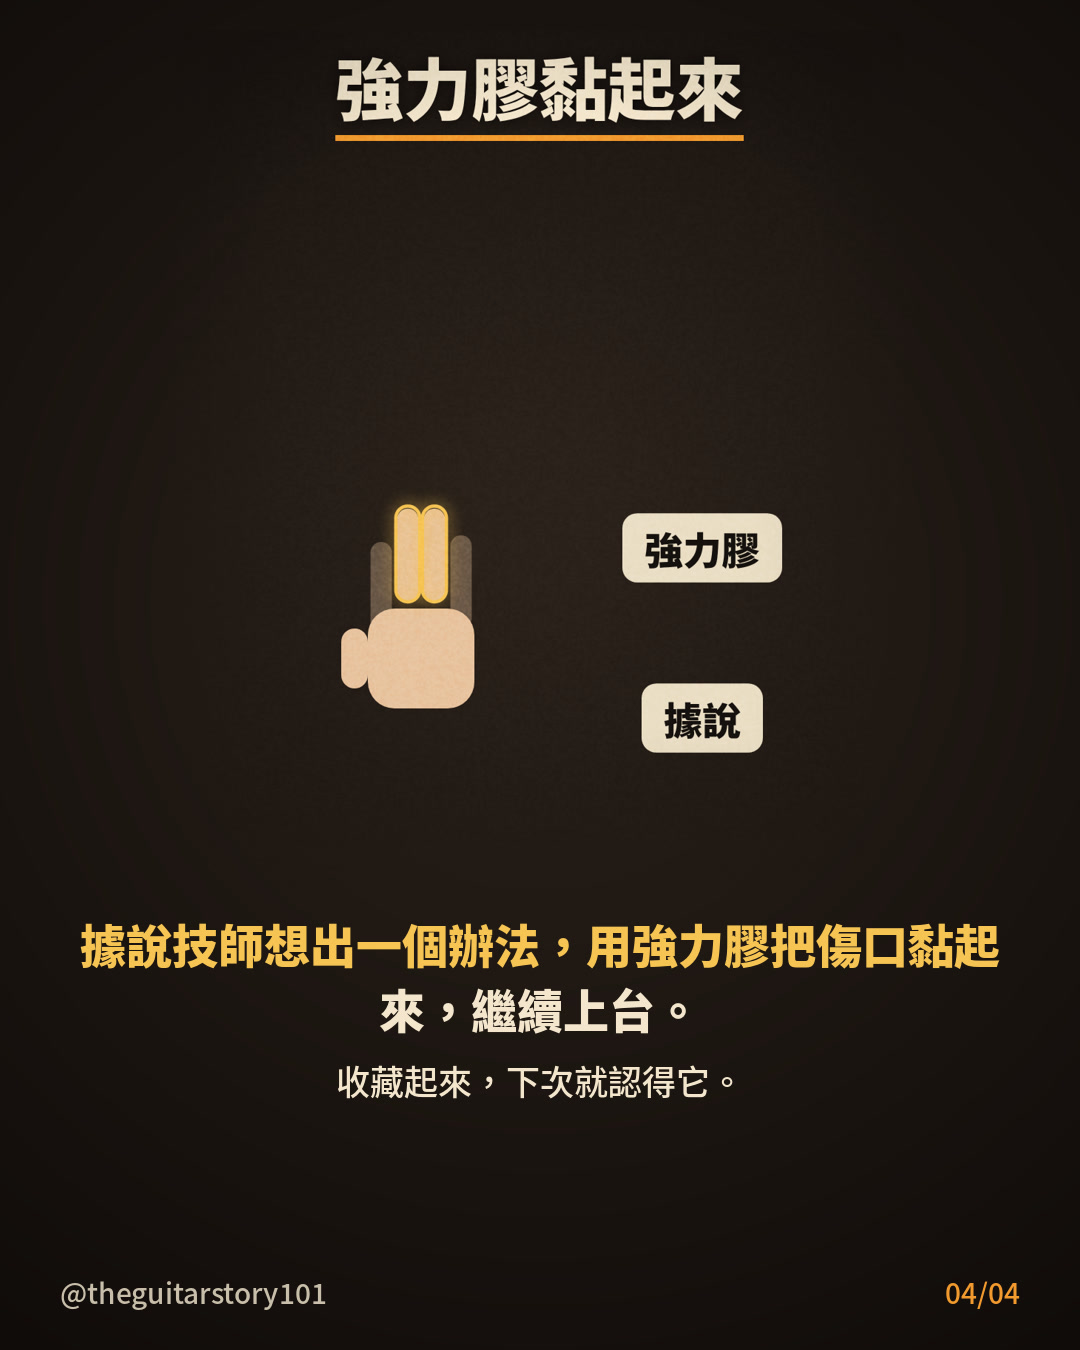 強力膠黏起來
強力膠
據說
據說技師想出一個辦法，用強力膠把傷口黏起
來，繼續上台。
收藏起來，下次就認得它。
@theguitarstory101
04/04